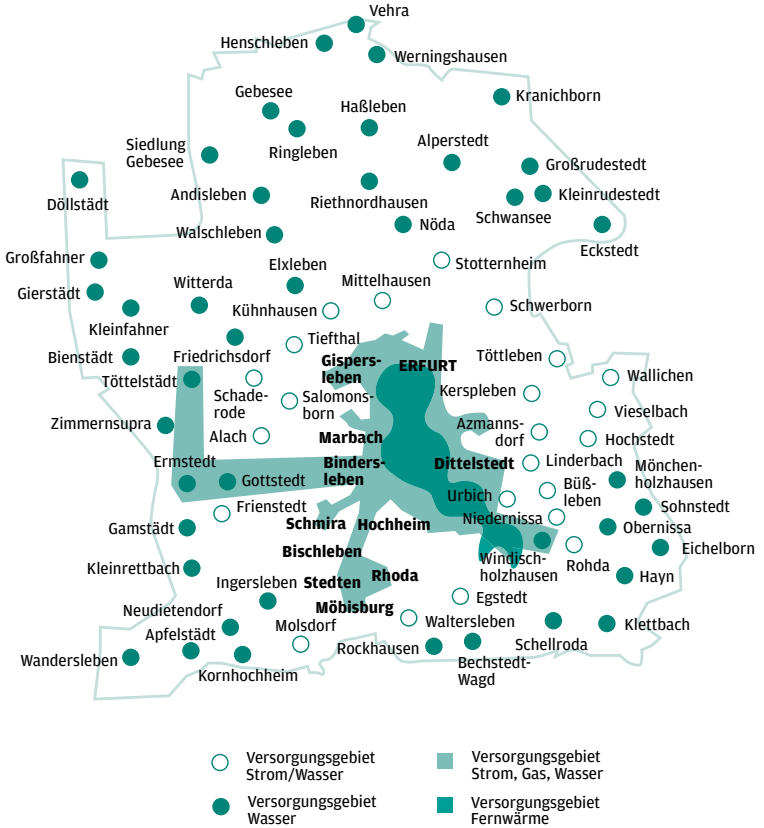 Vehra
Henschleben
Werningshausen
Gebesee
Haßleben
Kranichborn
Siedlung
Gebesee
Ringleben
Alperstedt
Großrudestedt
Döllstädt
Andisleben
Riethnordhausen
Schwansee
Kleinrudestedt
Walschleben
Nöda
Eckstedt
Großfahner
Elxleben
Stotternheim
Gierstädt
Witterda
Mittelhausen
Kühnhausen
Schwerborn
Kleinfahner
Tiefthal
Bienstädt
Friedrichsdorf
Gispers-
leben
ERFURT
Töttleben
Töttelstädt
Schade-
rode
Salomons-
born
Kerspleben
Wallichen
Vieselbach
Zimmernsupra
Alach
Marbach
Azmanns-
dorf
Hochstedt
Ermstedt
Gottstedt
Binders-
leben
Dittelstedt
Linderbach
Mönchen-
holzhausen
Urbich
Büß-
leben
Sohnstedt
Frienstedt
Niedernissa
Gamstädt
Schmira
Hochheim
Obernissa
Bischleben
Windisch-
holzhausen
Rohda
Eichelborn
Kleinrettbach
Ingersleben
Stedten
Rhoda
Hayn
Neudietendorf
Möbisburg
Egstedt
Apfelstädt
Molsdorf
Waltersleben
Klettbach
Wandersleben
Kornhochheim
Rockhausen
Bechstedt-
Wagd
Schellroda
Versorgungsgebiet
Strom/Wasser
Versorgungsgebiet
Strom, Gas, Wasser
Versorgungsgebiet
Wasser
Versorgungsgebiet
Fernwärme